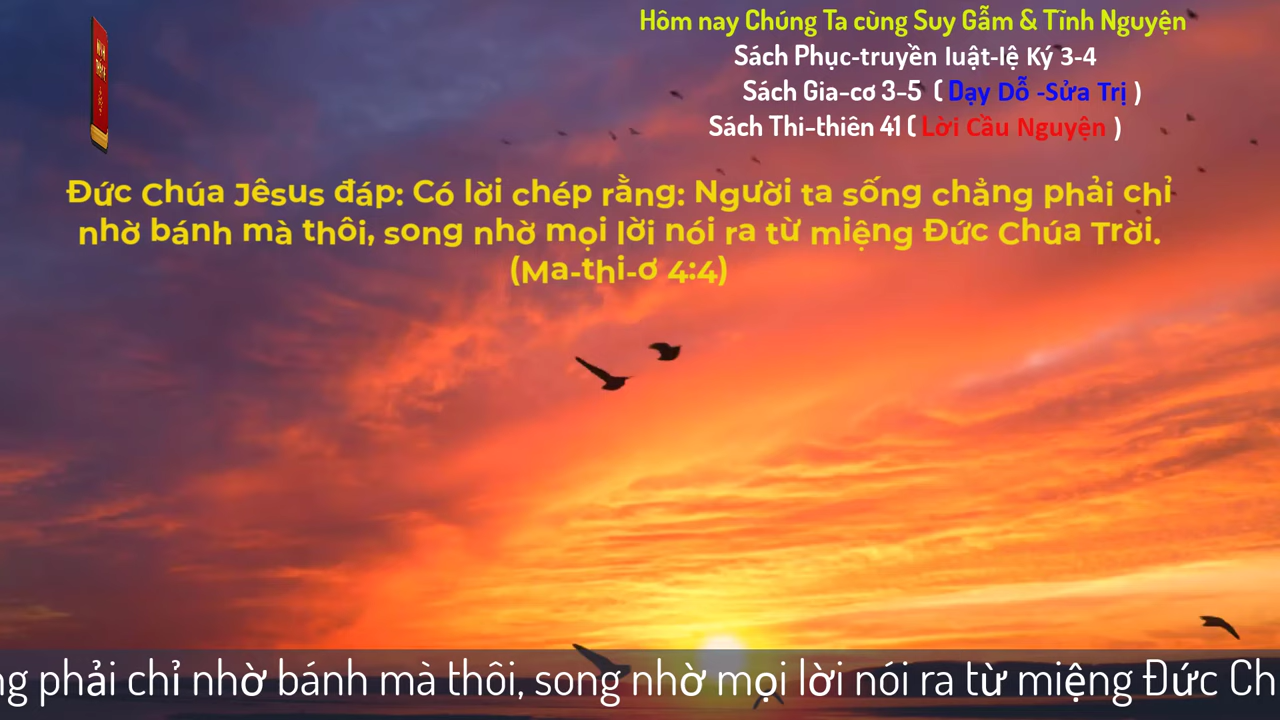 Hôm nay Chúng Ta cùng Suy Gẫm & Tĩnh Nguyện
Sách Phục-truyền luật-lệ Ký 3-4
Sách Gia-cơ 3-5 ( Dạy Dỗ -Sửa Trị )
Sách Thi-thiên 41 ( Lời Cầu Nguyện )
Đức Chúa Jêsus đáp: Có lời chép rằng: Người ta sống chẳng phải chỉ
nhờ bánh mà thôi, song nhờ mọi lời nói ra từ miệng Đức Chúa Trời.
(Ma-thi-ơ 4:4)
phải chỉ nhờ bánh mà thôi, song nhờ mọi lời nói ra từ miệng Đức Ch